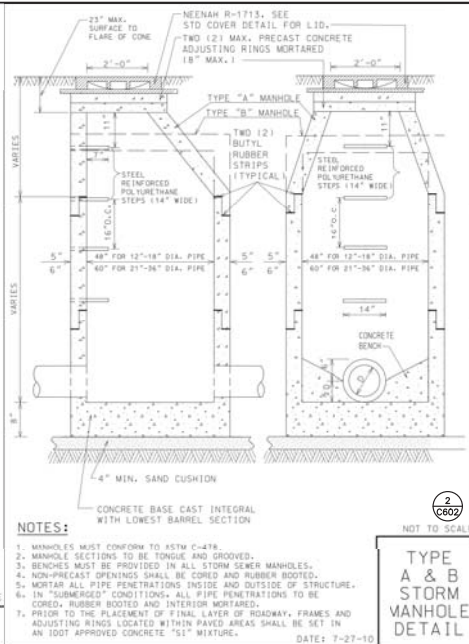 23" MAX.
SURFACE TO
FLARE OF CONE
NEENAH R-1713. SEE
STD COVER DETAIL FOR LID.
TWO (2) MAX. PRECAST CONCRETE
ADJUSTING RINGS MORTARED
(8" MAX.)
2'-0"
2'-0"
TYPE "A" MANHOLE
TYPE "B" MANHOLE
11"
11"
TWO (2)
BUTYL
RUBBER
STRIPS
(TYPICAL)
VARIES
STEEL
REINFORCED
POLYURETHANE
STEPS (14" WIDE)
STEEL
REINFORCED
POLYURETHANE
STEPS (14" WIDE)
16"O.C.
16"O.C.
5"
48" FOR 12"-18" DIA. PIPE
5"
5"
48" FOR 12"-18" DIA. PIPE
5"
6"
60" FOR 21"-36" DIA. PIPE
6"
6"
60" FOR 21"-36" DIA. PIPE
6"
VARIES
14"
CONCRETE
BENCH
D
8"
4" MIN. SAND CUSHION
CONCRETE BASE CAST INTEGRAL
WITH LOWEST BARREL SECTION
2
C602
NOT TO SCALE
NOTES:
1. MANHOLES MUST CONFORM TO ASTM C-478.
2. MANHOLE SECTIONS TO BE TONGUE AND GROOVED.
3. BENCHES MUST BE PROVIDED IN ALL STORM SEWER MANHOLES.
4. NON-PRECAST OPENINGS SHALL BE CORED AND RUBBER BOOTED.
5. MORTAR ALL PIPE PENETRATIONS INSIDE AND OUTSIDE OF STRUCTURE.
6. IN "SUBMERGED" CONDITIONS, ALL PIPE PENETRATIONS TO BE
CORED, RUBBER BOOTED AND INTERIOR MORTARED.
7. PRIOR TO THE PLACEMENT OF FINAL LAYER OF ROADWAY, FRAMES AND
ADJUSTING RINGS LOCATED WITHIN PAVED AREAS SHALL BE SET IN
AN IDOT APPROVED CONCRETE "SI" MIXTURE.
DATE: 7-27-10
TYPE
A & B
STORM
MANHOLE
DETAIL